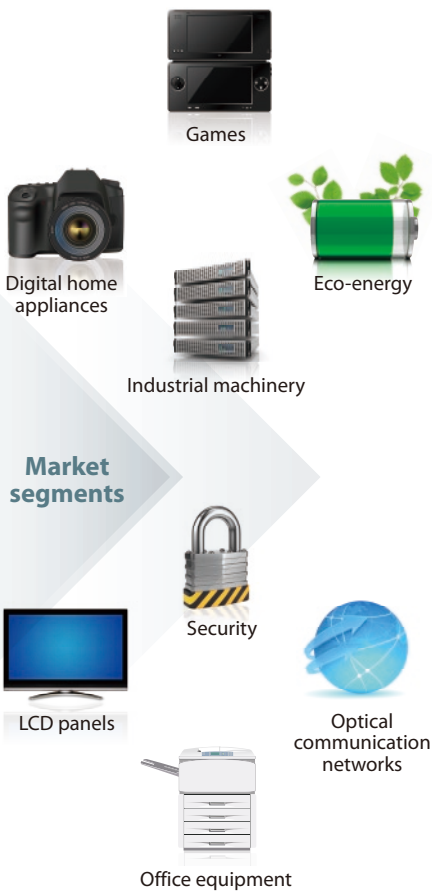 Games
Digital home
appliances
Eco-energy
Industrial machinery
Market
segments
Security
LCD panels
Optical
communication
networks
Office equipment